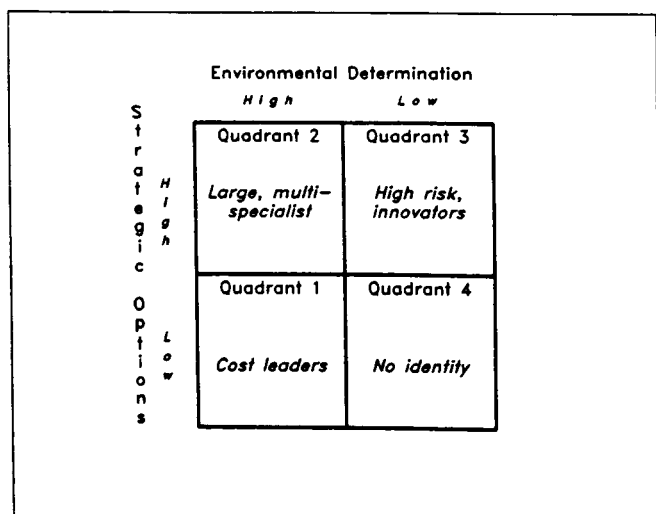 Environmental Determination
High Low
Strategic Options
High
Low
Quadrant 2
Large, multi-
specialist
Quadrant 3
High risk,
innovators
Quadrant 1
Cost leaders
Quadrant 4
No identity